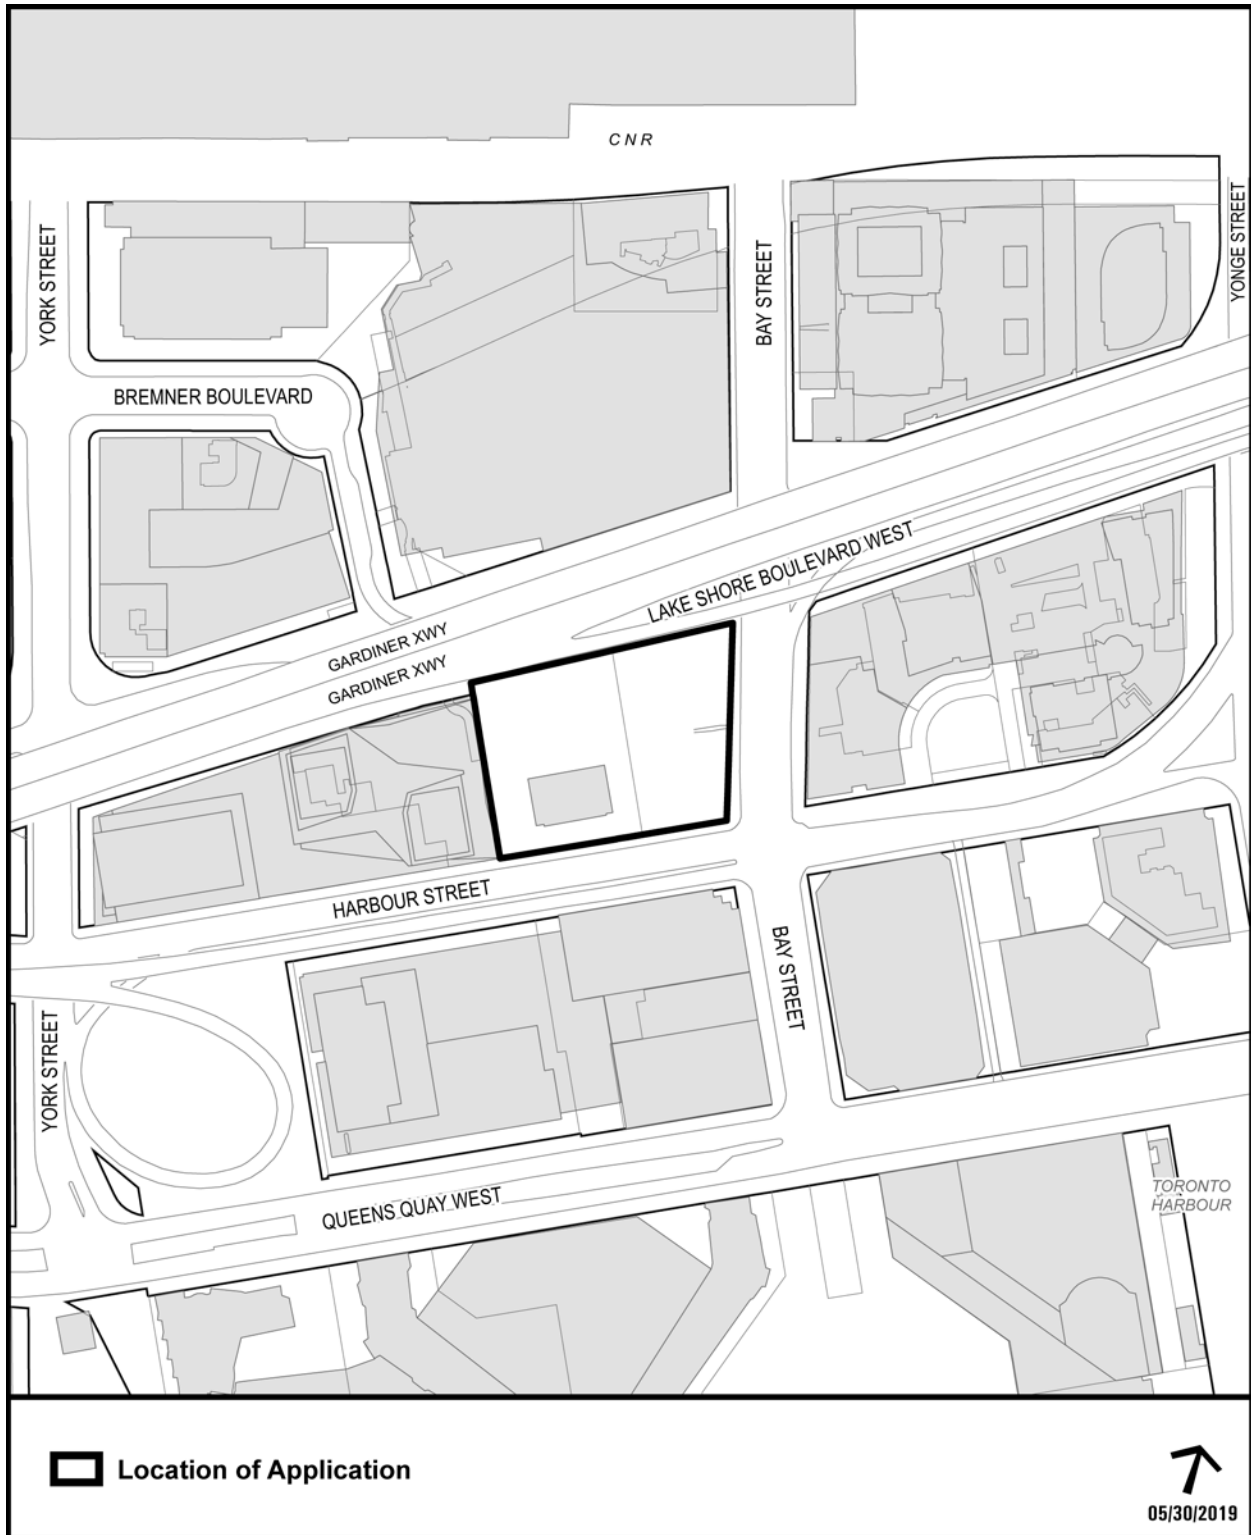 CNR
YORK STREET
BAY STREET
YONGE STREET
BREMNER BOULEVARD
LAKE SHORE BOULEVARD WEST
GARDINER XWY
GARDINER XWY
HARBOUR STREET
BAY STREET
YORK STREET
QUEENS QUAY WEST
TORONTO
HARBOUR
Location of Application
05/30/2019